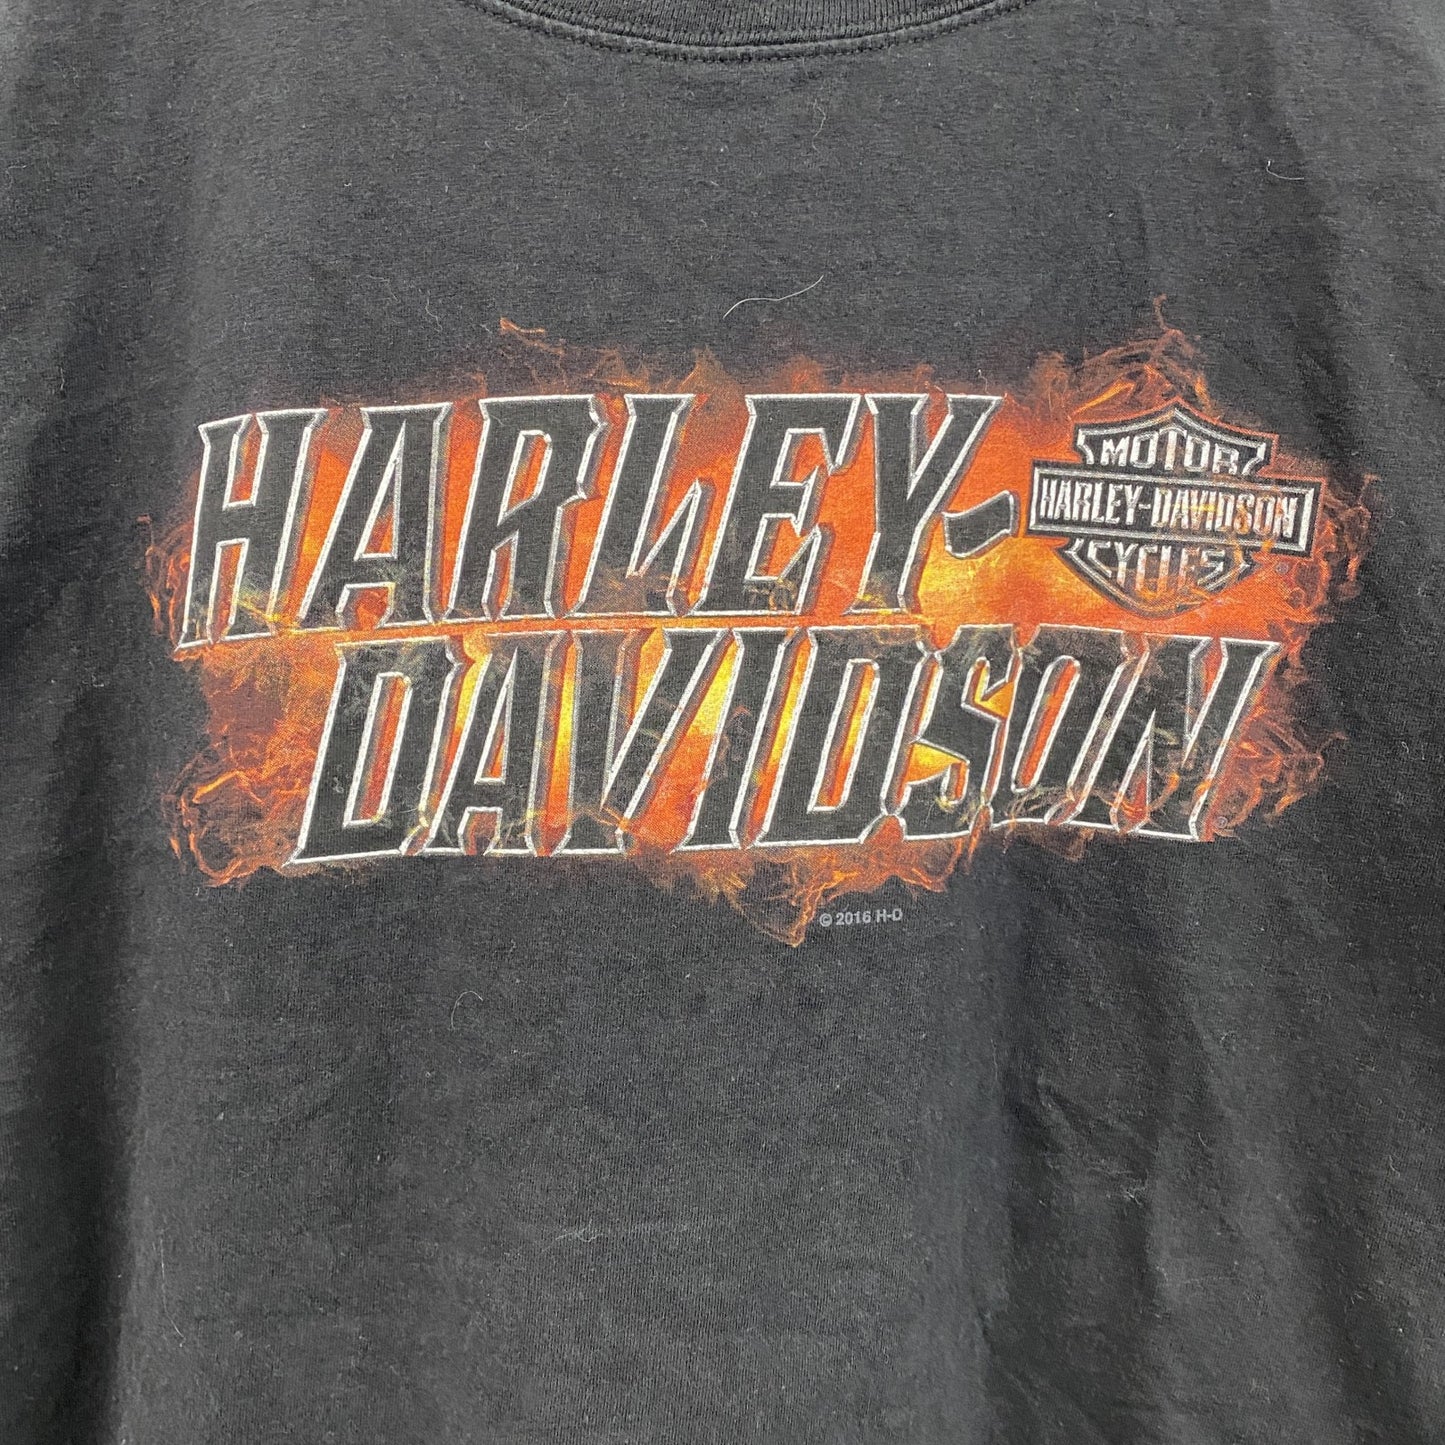 HARLEY-
DAVIDSON®
MOTOR
HARLEY-DAVIDSON
CYCLES®
© 2016 H-D